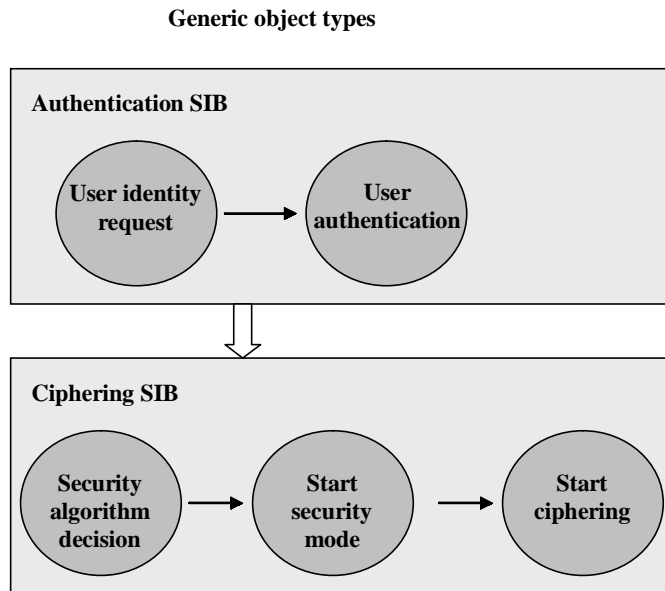 Generic object types
Authentication SIB
User identity
request
User
authentication
Ciphering SIB
Security
algorithm
decision
Start
security
mode
Start
ciphering